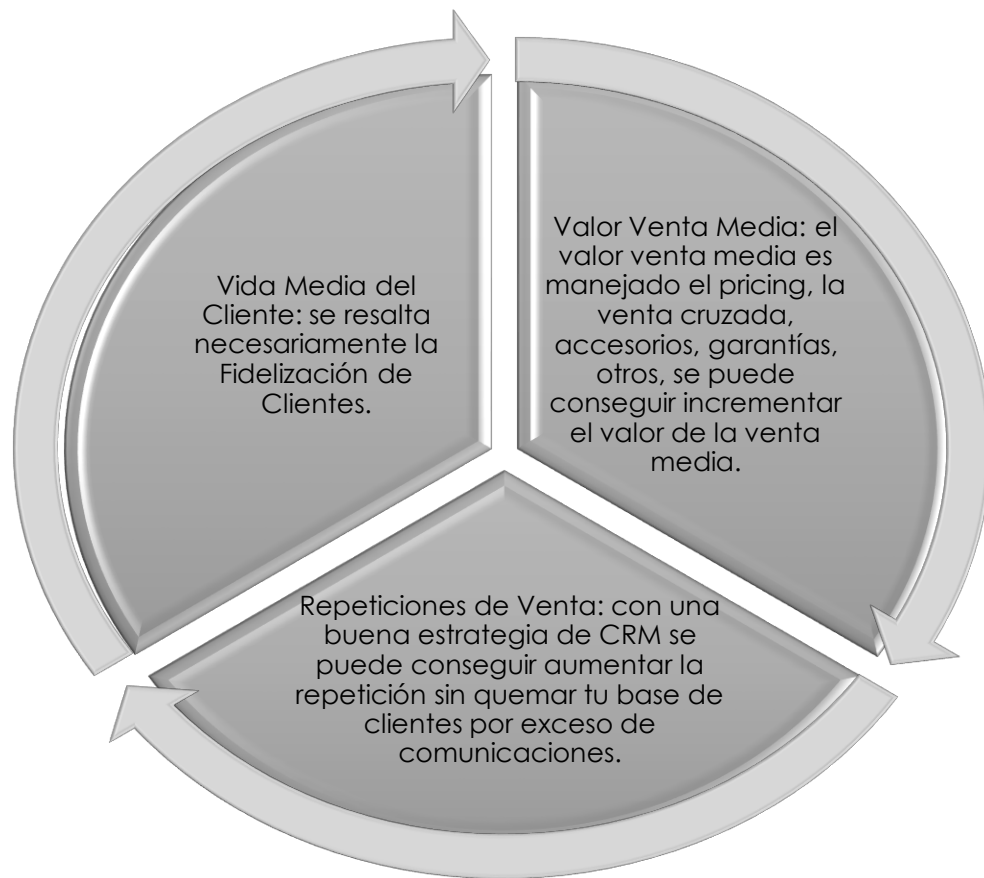 Vida Media del
Cliente: se resalta
necesariamente la
Fidelización de
Clientes.
Valor Venta Media: el
valor venta media es
manejado el pricing, la
venta cruzada,
accesorios, garantías,
otros, se puede
conseguir incrementar
el valor de la venta
media.
Repeticiones de Venta: con una
buena estrategia de CRM se
puede conseguir aumentar la
repetición sin quemar tu base de
clientes por exceso de
comunicaciones.